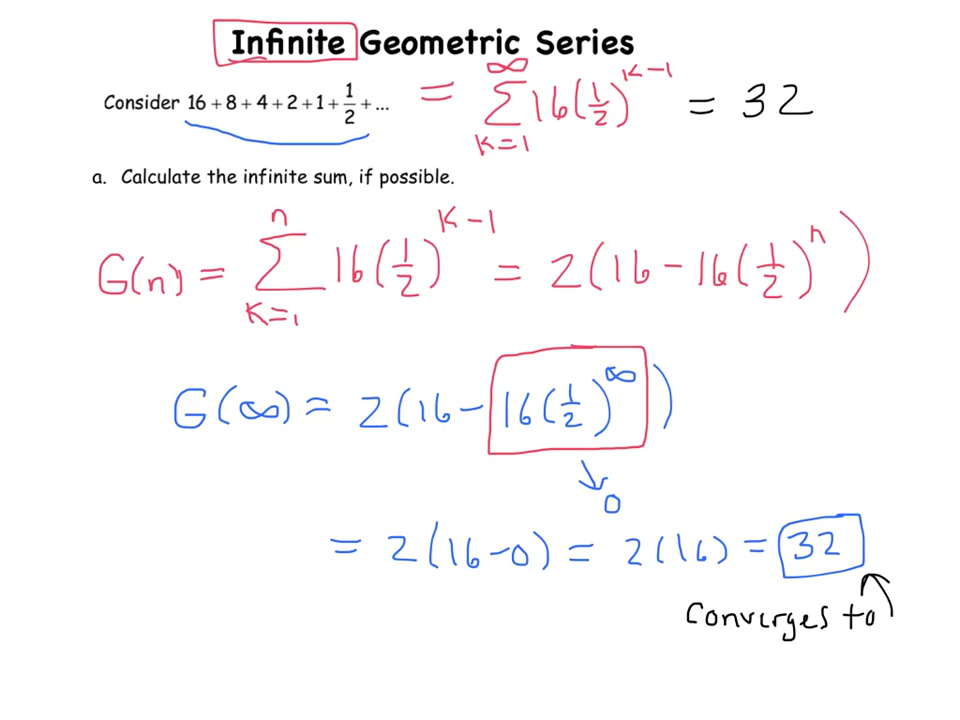 Infinite Geometric Series
Consider 16 + 8 + 4 + 2 + 1 + 1/2 + ... = ∞ Σ K=1 16(1/2)^(K-1) = 32
a. Calculate the infinite sum, if possible.
G(n) = n Σ K=1 16(1/2)^(K-1) = 2(16 - 16(1/2)^n)
G(∞) = 2(16 - 16(1/2)^∞)
↘ 0
= 2(16-0) = 2(16) = 32
Converges to